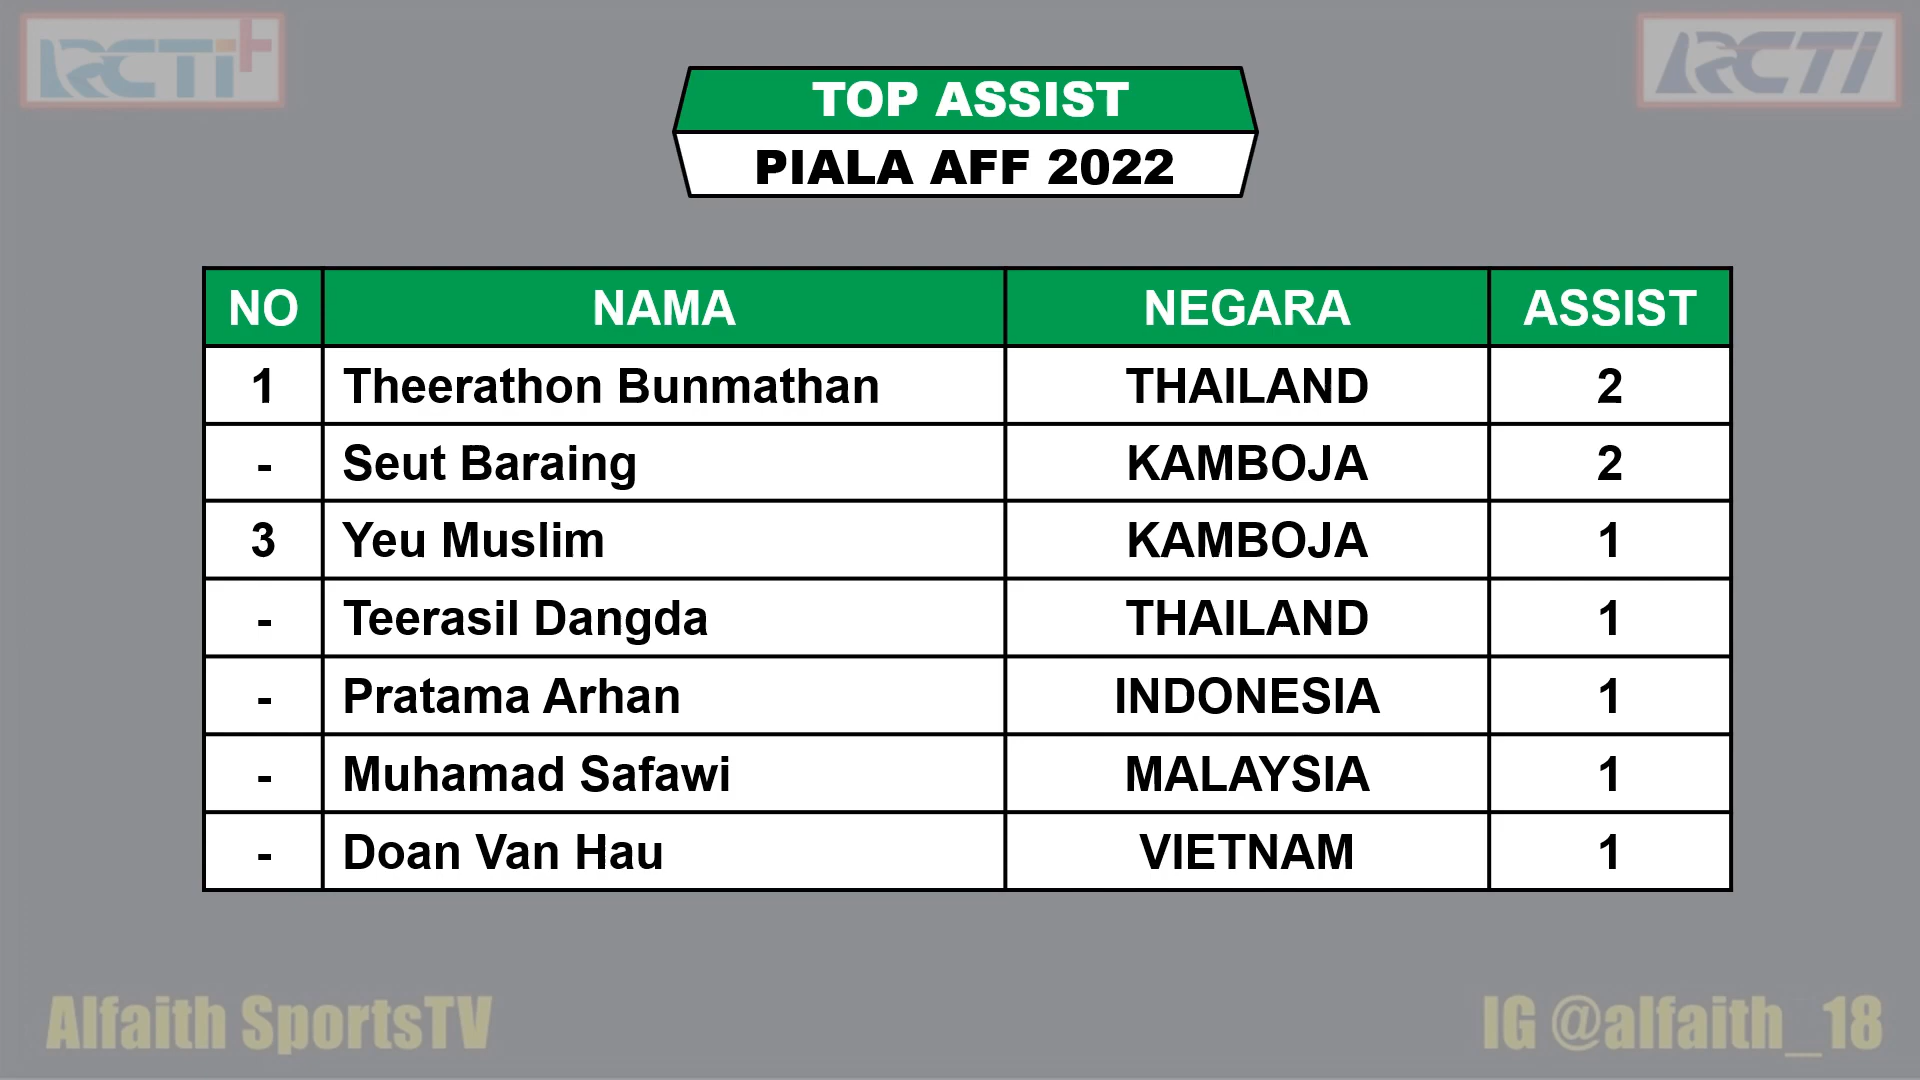 RCTI+
RCTI
TOP ASSIST
PIALA AFF 2022
NO NAMA NEGARA ASSIST
1 Theerathon Bunmathan THAILAND 2
- Seut Baraing KAMBOJA 2
3 Yeu Muslim KAMBOJA 1
- Teerasil Dangda THAILAND 1
- Pratama Arhan INDONESIA 1
- Muhamad Safawi MALAYSIA 1
- Doan Van Hau VIETNAM 1
Alfaith SportsTV
IG @alfaith_18